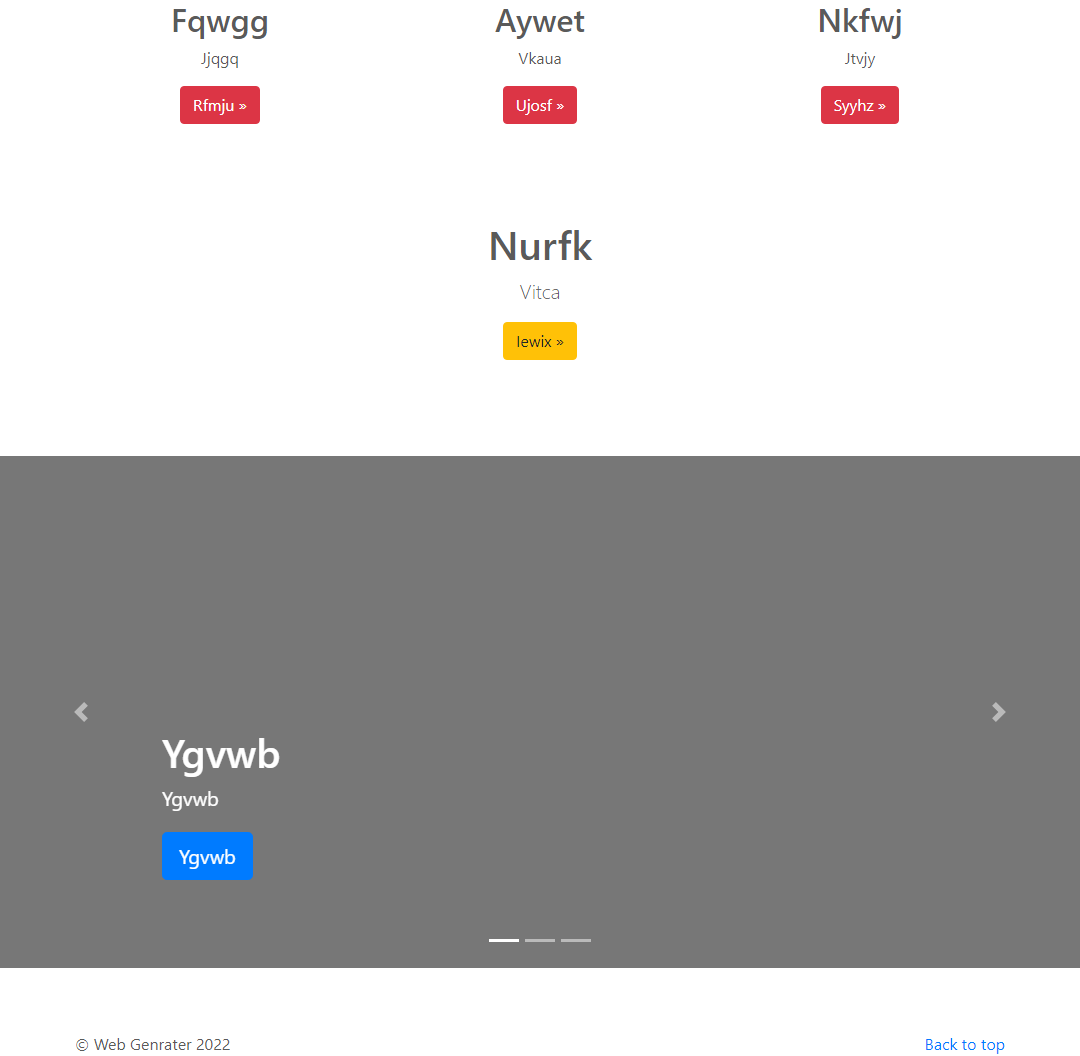 Fqwgg
Jjqgq
Rfmju »
Aywet
Vkaua
Ujosf »
Nkfwj
Jtvjy
Syyhz »
Nurfk
Vitca
Iewix »
Ygvwb
Ygvwb
Ygvwb
© Web Genrater 2022
Back to top